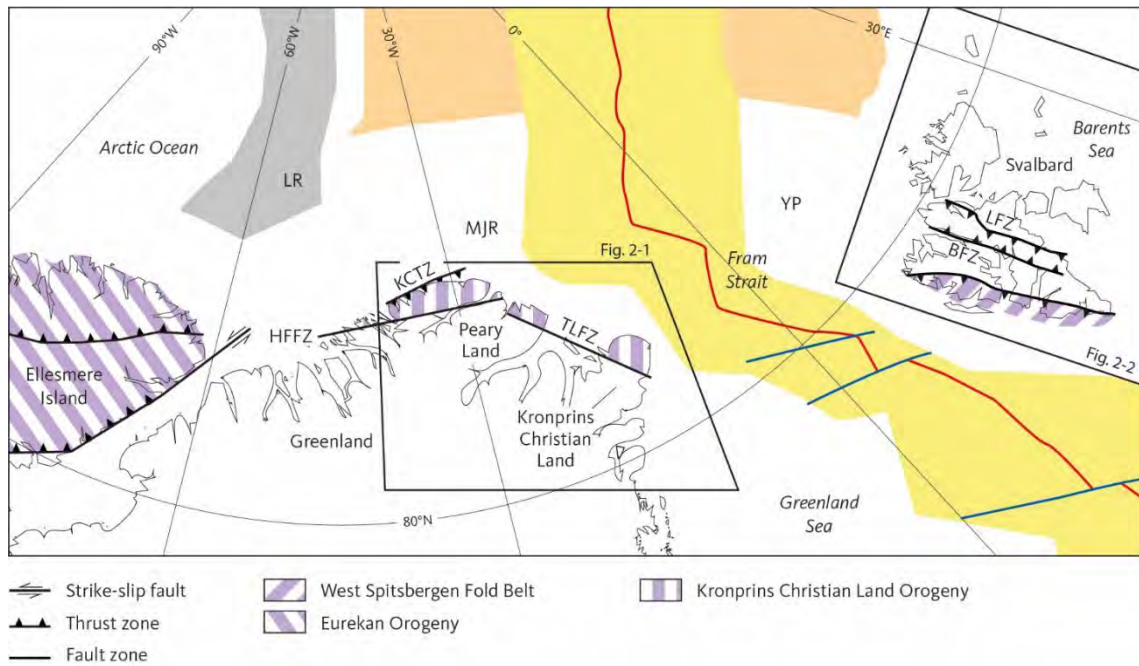 90°W
60°W
30°W
0°
30°E
Arctic Ocean
LR
MJR
YP
Barents
Sea
Svalbard
LFZ
BFZ
Fig. 2-1
Fram
Strait
KCTZ
HFFZ
Peary
Land
TLFZ
Fig. 2-2
Ellesmere
Island
Greenland
Kronprins
Christian
Land
Greenland
Sea
80°N
Strike-slip fault
West Spitsbergen Fold Belt
Kronprins Christian Land Orogeny
Thrust zone
Eurekan Orogeny
Fault zone